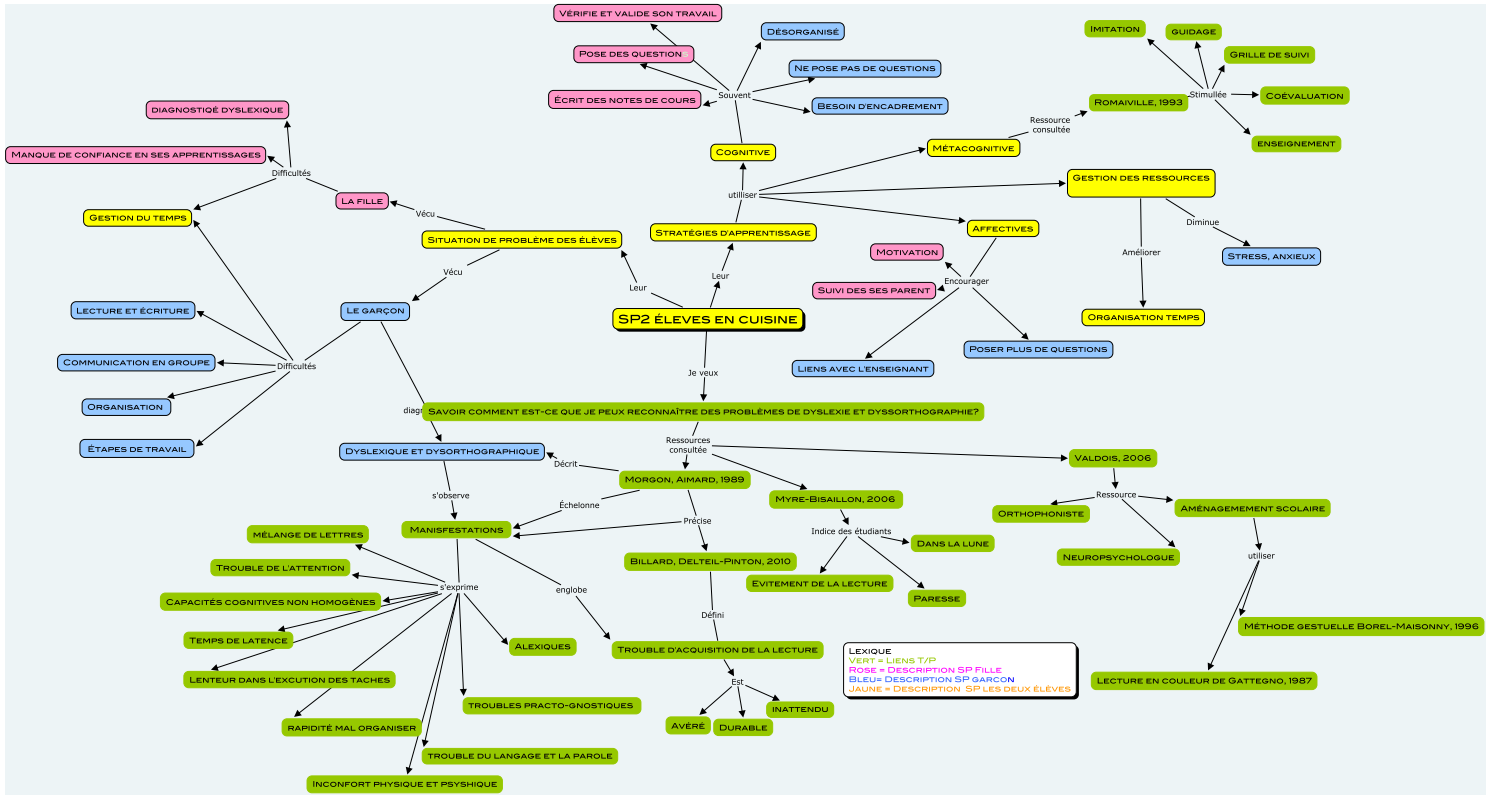 VÉRIFIE ET VALIDE SON TRAVAIL
POSE DES QUESTIONS
ÉCRIT DES NOTES DE COURS
Souvent
DÉSORGANISÉ
NE POSE PAS DE QUESTIONS
BESOIN D'ENCADREMENT
COGNITIVE
IMITATION
GUIDAGE
GRILLE DE SUIVI
COÉVALUATION
ENSEIGNEMENT
Stimullée
ROMAIVILLE, 1993
Ressource
consultée
MÉTACOGNITIVE
DIAGNOSTIQÉ DYSLEXIQUE
MANQUE DE CONFIANCE EN SES APPRENTISSAGES
Difficultés
LA FILLE
GESTION DU TEMPS
Vécu
SITUATION DE PROBLÈME DES ÉLÈVES
utilliser
STRATÉGIES D'APPRENTISSAGE
GESTION DES RESSOURCES
Diminue
STRESS, ANXIEUX
Améliorer
ORGANISATION TEMPS
AFFECTIVES
MOTIVATION
Encourager
SUIVI DES SES PARENT
POSER PLUS DE QUESTIONS
LIENS AVEC L'ENSEIGNANT
Vécu
Leur
Leur
SP2 ÉLEVES EN CUISINE
LE GARÇON
LECTURE ET ÉCRITURE
COMMUNICATION EN GROUPE
Difficultés
ORGANISATION
ÉTAPES DE TRAVAIL
Je veux
SAVOIR COMMENT EST-CE QUE JE PEUX RECONNAÎTRE DES PROBLÈMES DE DYSLEXIE ET DYSSORTHOGRAPHIE?
DYSLEXIQUE ET DYSORTHOGRAPHIQUE
Ressources
consultée
Décrit
MORGON, AIMARD, 1989
MYRE-BISAILLON, 2006
VALDOIS, 2006
s'observe
Échelonne
Précise
MANISFESTATIONS
Indice des étudiants
DANS LA LUNE
EVITEMENT DE LA LECTURE
PARESSE
Ressource
ORTHOPHONISTE
NEUROPSYCHOLOGUE
AMÉNAGEMEMENT SCOLAIRE
utiliser
MÉTHODE GESTUELLE BOREL-MAISONNY, 1996
LECTURE EN COULEUR DE GATTEGNO, 1987
BILLARD, DELTEIL-PINTON, 2010
Défini
TROUBLE D'ACQUISITION DE LA LECTURE
englobe
Est
AVÉRÉ
DURABLE
INATTENDU
s'exprime
MÉLANGE DE LETTRES
TROUBLE DE L'ATTENTION
CAPACITÉS COGNITIVES NON HOMOGÈNES
TEMPS DE LATENCE
LENTEUR DANS L'EXCUTION DES TACHES
RAPIDITÉ MAL ORGANISER
INCONFORT PHYSIQUE ET PSYSHIQUE
TROUBLE DU LANGAGE ET LA PAROLE
TROUBLES PRACTO-GNOSTIQUES
ALEXIQUES
LEXIQUE
VERT = LIENS T/P
ROSE = DESCRIPTION SP FILLE
BLEU= DESCRIPTION SP GARCON
JAUNE = DESCRIPTION SP LES DEUX ÉLÈVES